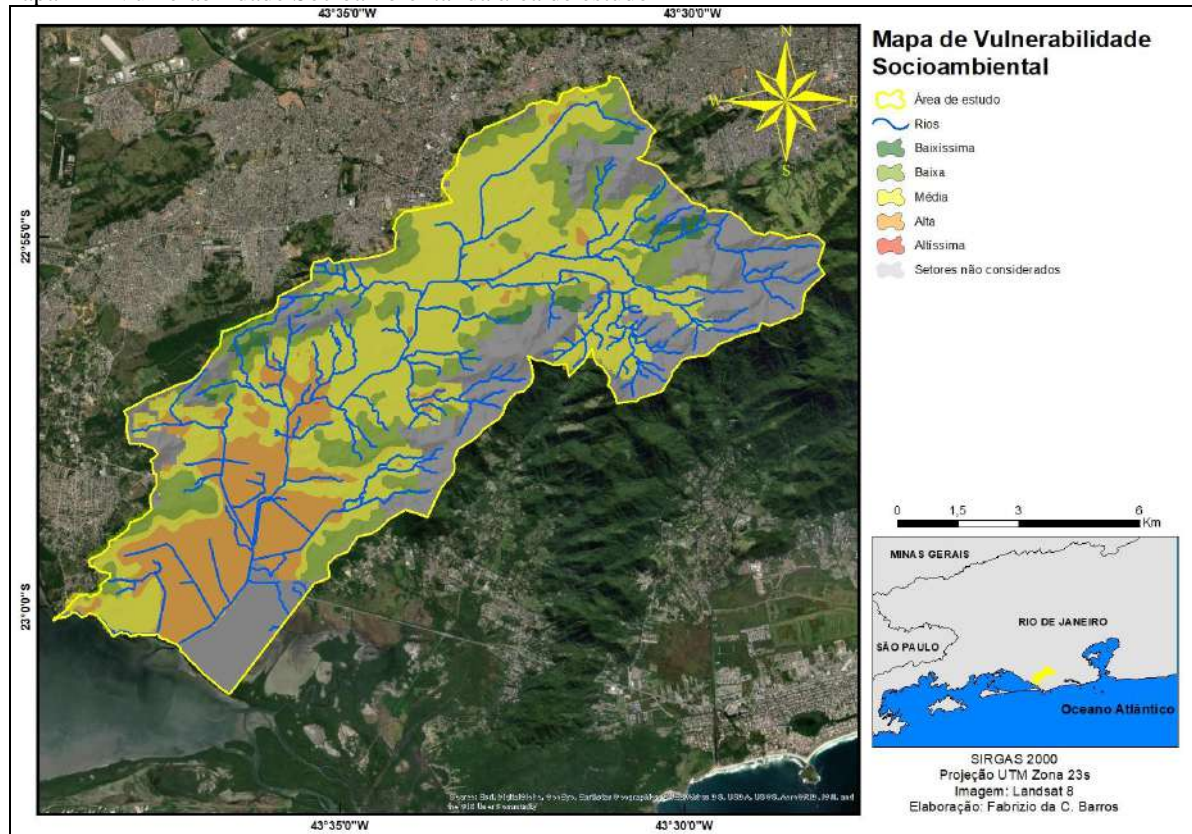 43°35'0"W
43°30'0"W
22°55'0"S
23°0'0"S
N
W
E
S
43°35'0"W
43°30'0"W
Mapa de Vulnerabilidade
Socioambiental
Área de estudo
Rios
Baixíssima
Baixa
Média
Alta
Altíssima
Setores não considerados
0 1,5 3 6
Km
MINAS GERAIS
RIO DE JANEIRO
SÃO PAULO
Oceano Atlântico
SIRGAS 2000
Projeção UTM Zona 23s
Imagem: Landsat 8
Elaboração: Fabrizio da C. Barros